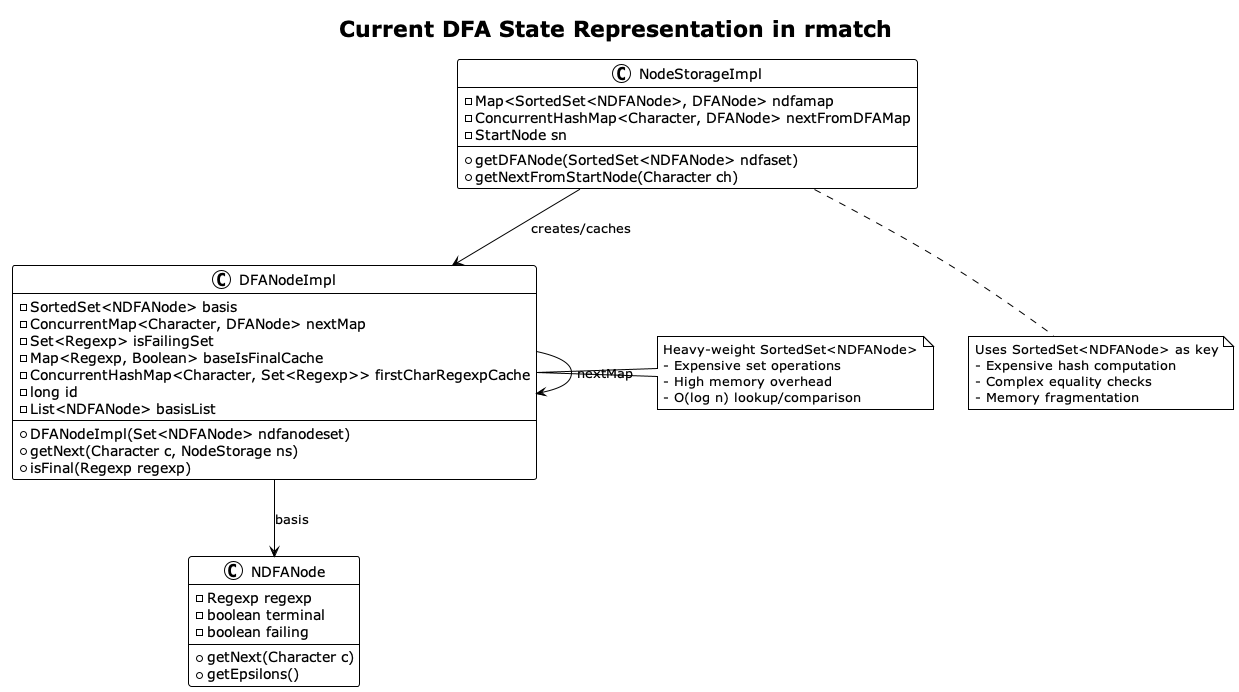 Current DFA State Representation in rmatch
C NodeStorageImpl
Map<SortedSet<NDFANode>, DFANode> ndfamap
ConcurrentHashMap<Character, DFANode> nextFromDFAMap
StartNode sn
getDFANode(SortedSet<NDFANode> ndfaset)
getNextFromStartNode(Character ch)
creates/caches
C DFANodeImpl
SortedSet<NDFANode> basis
ConcurrentMap<Character, DFANode> nextMap
Set<Regexp> isFailingSet
Map<Regexp, Boolean> baseIsFinalCache
ConcurrentHashMap<Character, Set<Regexp>> firstCharRegexpCache
long id
List<NDFANode> basisList
DFANodeImpl(Set<NDFANode> ndfanodeset)
getNext(Character c, NodeStorage ns)
isFinal(Regexp regexp)
nextMap
Heavy-weight SortedSet<NDFANode>
- Expensive set operations
- High memory overhead
- O(log n) lookup/comparison
Uses SortedSet<NDFANode> as key
- Expensive hash computation
- Complex equality checks
- Memory fragmentation
basis
C NDFANode
Regexp regexp
boolean terminal
boolean failing
getNext(Character c)
getEpsilons()